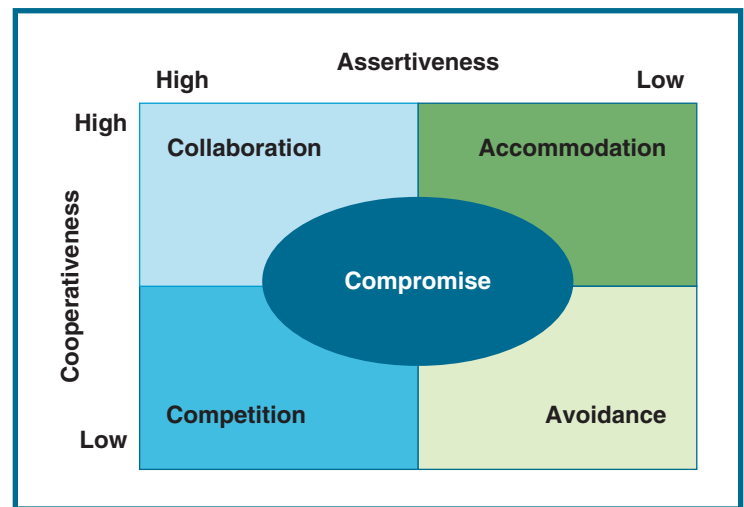 Assertiveness
High
Low
High
Collaboration
Accommodation
Cooperativeness
Compromise
Competition
Avoidance
Low